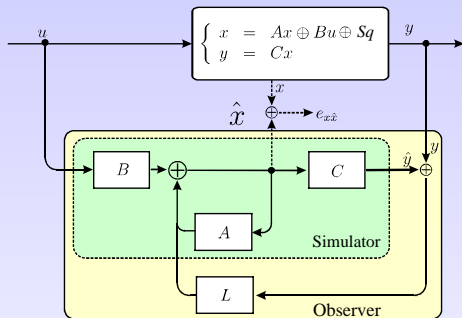 u
x = Ax ⊕ Bu ⊕ Sq
y = Cx
y
x
x̂
⊕
e_{xx̂}
B
⊕
C
ŷ
y
⊕
A
Simulator
L
Observer